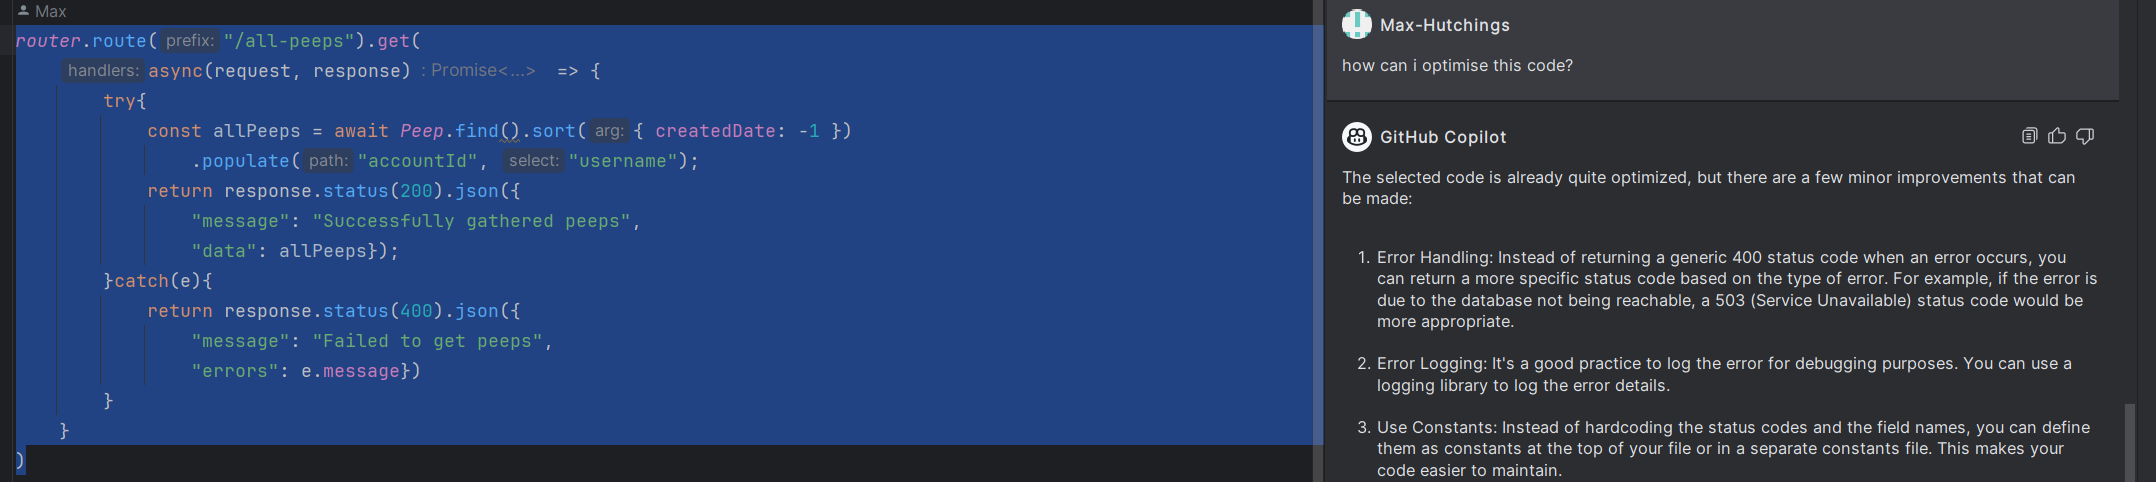 Max
router.route( prefix: "/all-peeps").get(
handlers: async(request, response) : Promise<...> => {
try{
const allPeeps = await Peep.find().sort( arg: { createdDate: -1 })
.populate( path: "accountId", select: "username");
return response.status(200).json({
"message": "Successfully gathered peeps",
"data": allPeeps});
}catch(e){
return response.status(400).json({
"message": "Failed to get peeps",
"errors": e.message})
}
}
)
Max-Hutchings
how can i optimise this code?
GitHub Copilot
The selected code is already quite optimized, but there are a few minor improvements that can
be made:
1. Error Handling: Instead of returning a generic 400 status code when an error occurs, you
can return a more specific status code based on the type of error. For example, if the error is
due to the database not being reachable, a 503 (Service Unavailable) status code would be
more appropriate.
2. Error Logging: It's a good practice to log the error for debugging purposes. You can use a
logging library to log the error details.
3. Use Constants: Instead of hardcoding the status codes and the field names, you can define
them as constants at the top of your file or in a separate constants file. This makes your
code easier to maintain.